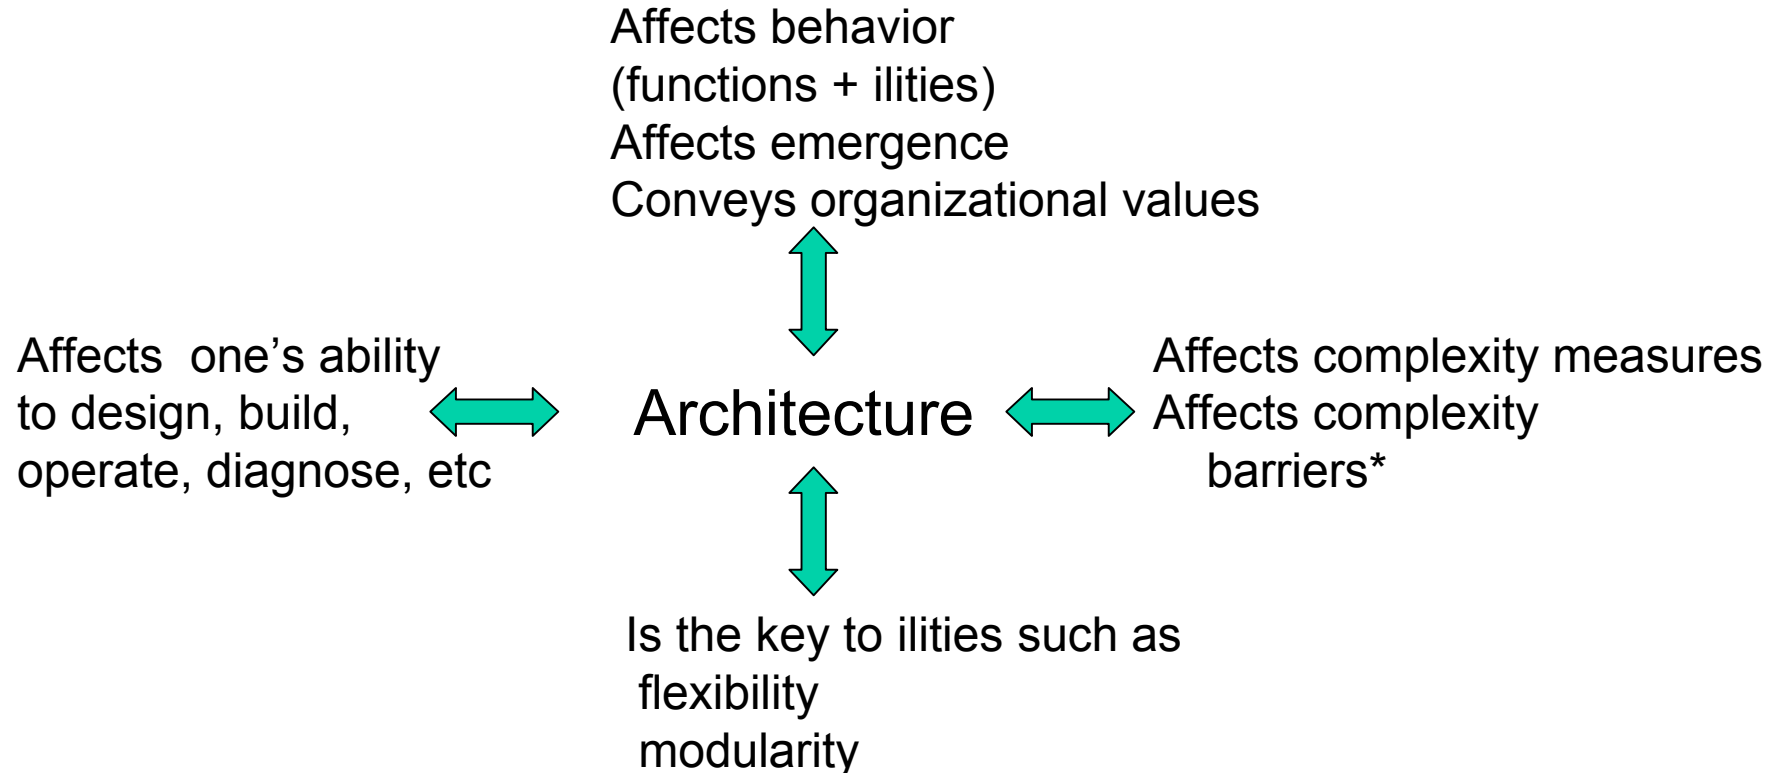 Affects behavior
(functions + ilities)
Affects emergence
Conveys organizational values
Affects  one’s ability
to design, build,
operate, diagnose, etc
Architecture
Affects complexity measures
Affects complexity
barriers*
Is the key to ilities such as
flexibility
modularity